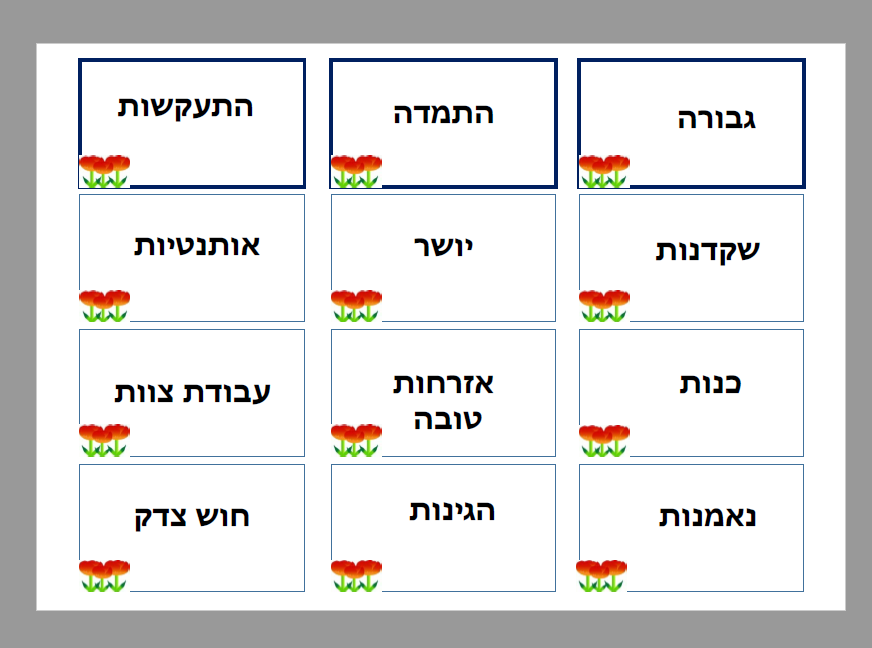 גבורה
התמדה
התעקשות
שקדנות
יושר
אותנטיות
כנות
אזרחות
טובה
עבודת צוות
נאמנות
הגינות
חוש צדק